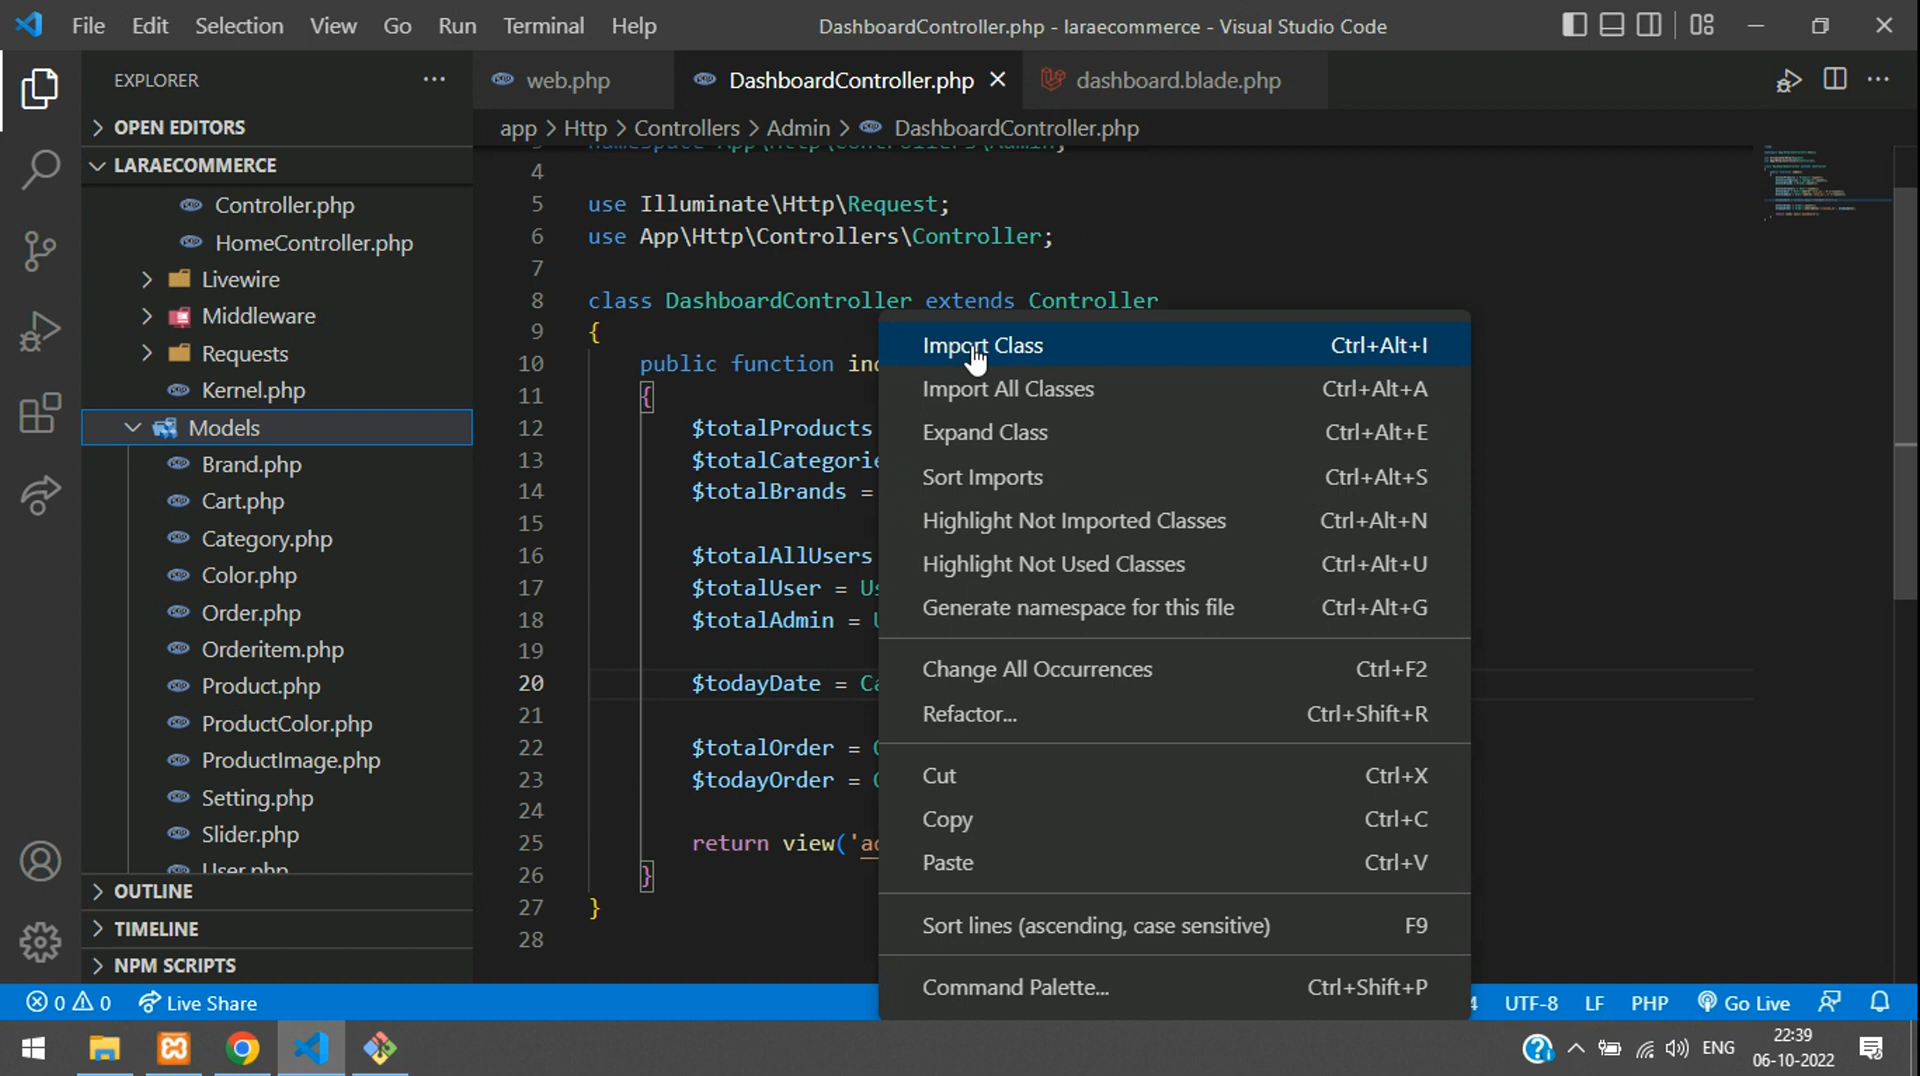 File Edit Selection View Go Run Terminal Help
DashboardController.php - laraecommerce - Visual Studio Code
EXPLORER
OPEN EDITORS
LARAECOMMERCE
Controller.php
HomeController.php
Livewire
Middleware
Requests
Kernel.php
Models
Brand.php
Cart.php
Category.php
Color.php
Order.php
Orderitem.php
Product.php
ProductColor.php
ProductImage.php
Setting.php
Slider.php
User.php
OUTLINE
TIMELINE
NPM SCRIPTS
web.php DashboardController.php dashboard.blade.php
app > Http > Controllers > Admin > DashboardController.php
namespace App\Http\Controllers\Admin;
4
5 use Illuminate\Http\Request;
6 use App\Http\Controllers\Controller;
7
8 class DashboardController extends Controller
9 {
10 public function
11 {
12 $totalProducts
13
14 $totalBrands =
15
16 $totalAllUsers
17 $totalUser =
18 $totalAdmin =
19
20 $todayDate =
21
22 $totalOrder =
23 $todayOrder =
24
25 return view('
26 }
27 }
28
Import Class Ctrl+Alt+I
Import All Classes Ctrl+Alt+A
Expand Class Ctrl+Alt+E
Sort Imports Ctrl+Alt+S
Highlight Not Imported Classes Ctrl+Alt+N
Highlight Not Used Classes Ctrl+Alt+U
Generate namespace for this file Ctrl+Alt+G
Change All Occurrences Ctrl+F2
Refactor... Ctrl+Shift+R
Cut Ctrl+X
Copy Ctrl+C
Paste Ctrl+V
Sort lines (ascending, case sensitive) F9
Command Palette... Ctrl+Shift+P
0 0 Live Share
4 UTF-8 LF PHP Go Live
ENG
22:39
06-10-2022